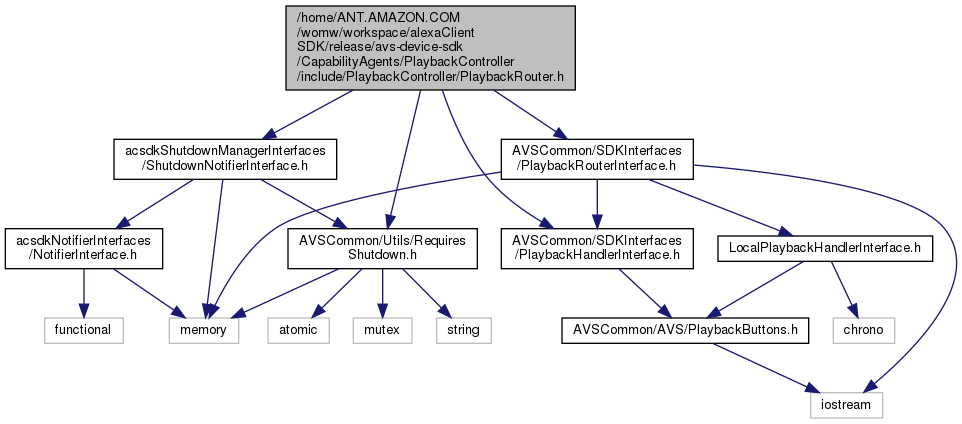 /home/ANT.AMAZON.COM
/womw/workspace/alexaClient
SDK/release/avs-device-sdk
/CapabilityAgents/PlaybackController
/include/PlaybackController/PlaybackRouter.h
acsdkShutdownManagerInterfaces
/ShutdownNotifierInterface.h
AVSCommon/SDKInterfaces
/PlaybackRouterInterface.h
acsdkNotifierInterfaces
/NotifierInterface.h
AVSCommon/Utils/Requires
Shutdown.h
AVSCommon/SDKInterfaces
/PlaybackHandlerInterface.h
LocalPlaybackHandlerInterface.h
functional
memory
atomic
mutex
string
AVSCommon/AVS/PlaybackButtons.h
chrono
iostream